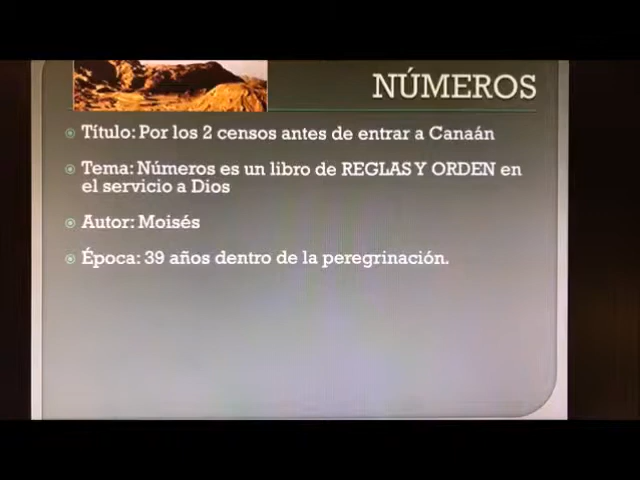 NÚMEROS
Título: Por los 2 censos antes de entrar a Canaán
Tema: Números es un libro de REGLAS Y ORDEN en
el servicio a Dios
Autor: Moisés
Época: 39 años dentro de la peregrinación.